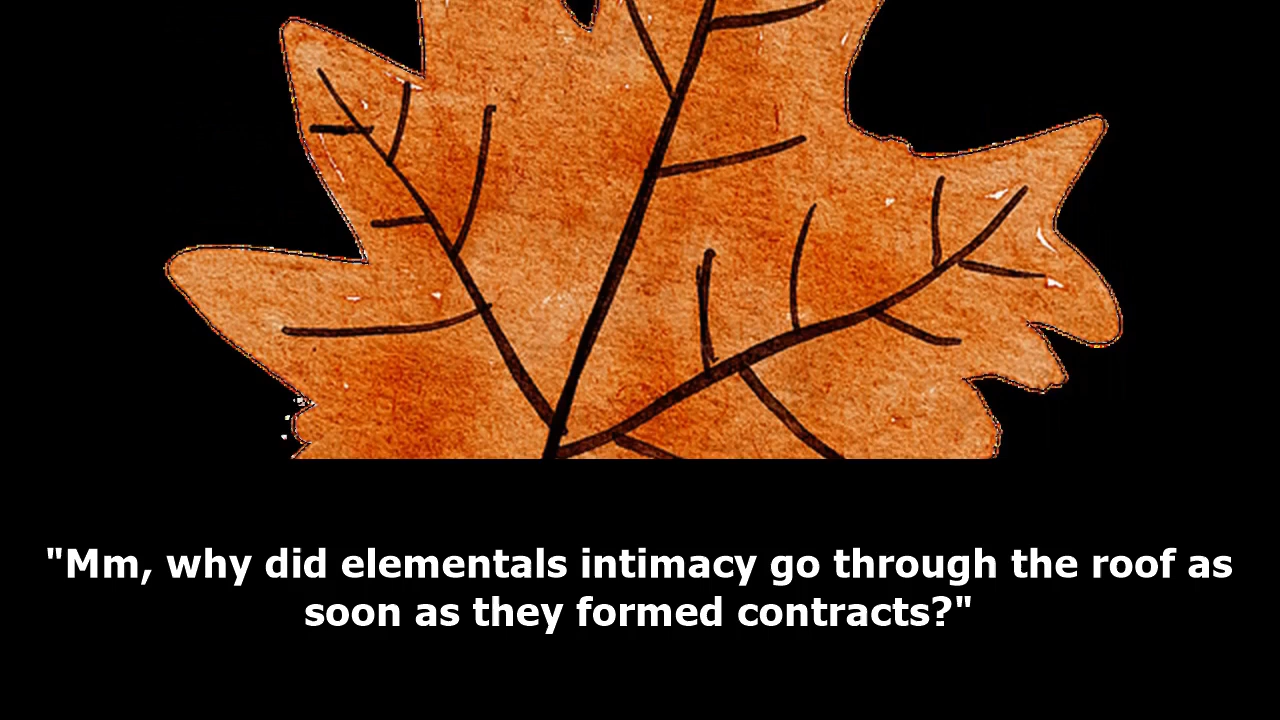 "Mm, why did elementals intimacy go through the roof as
soon as they formed contracts?"